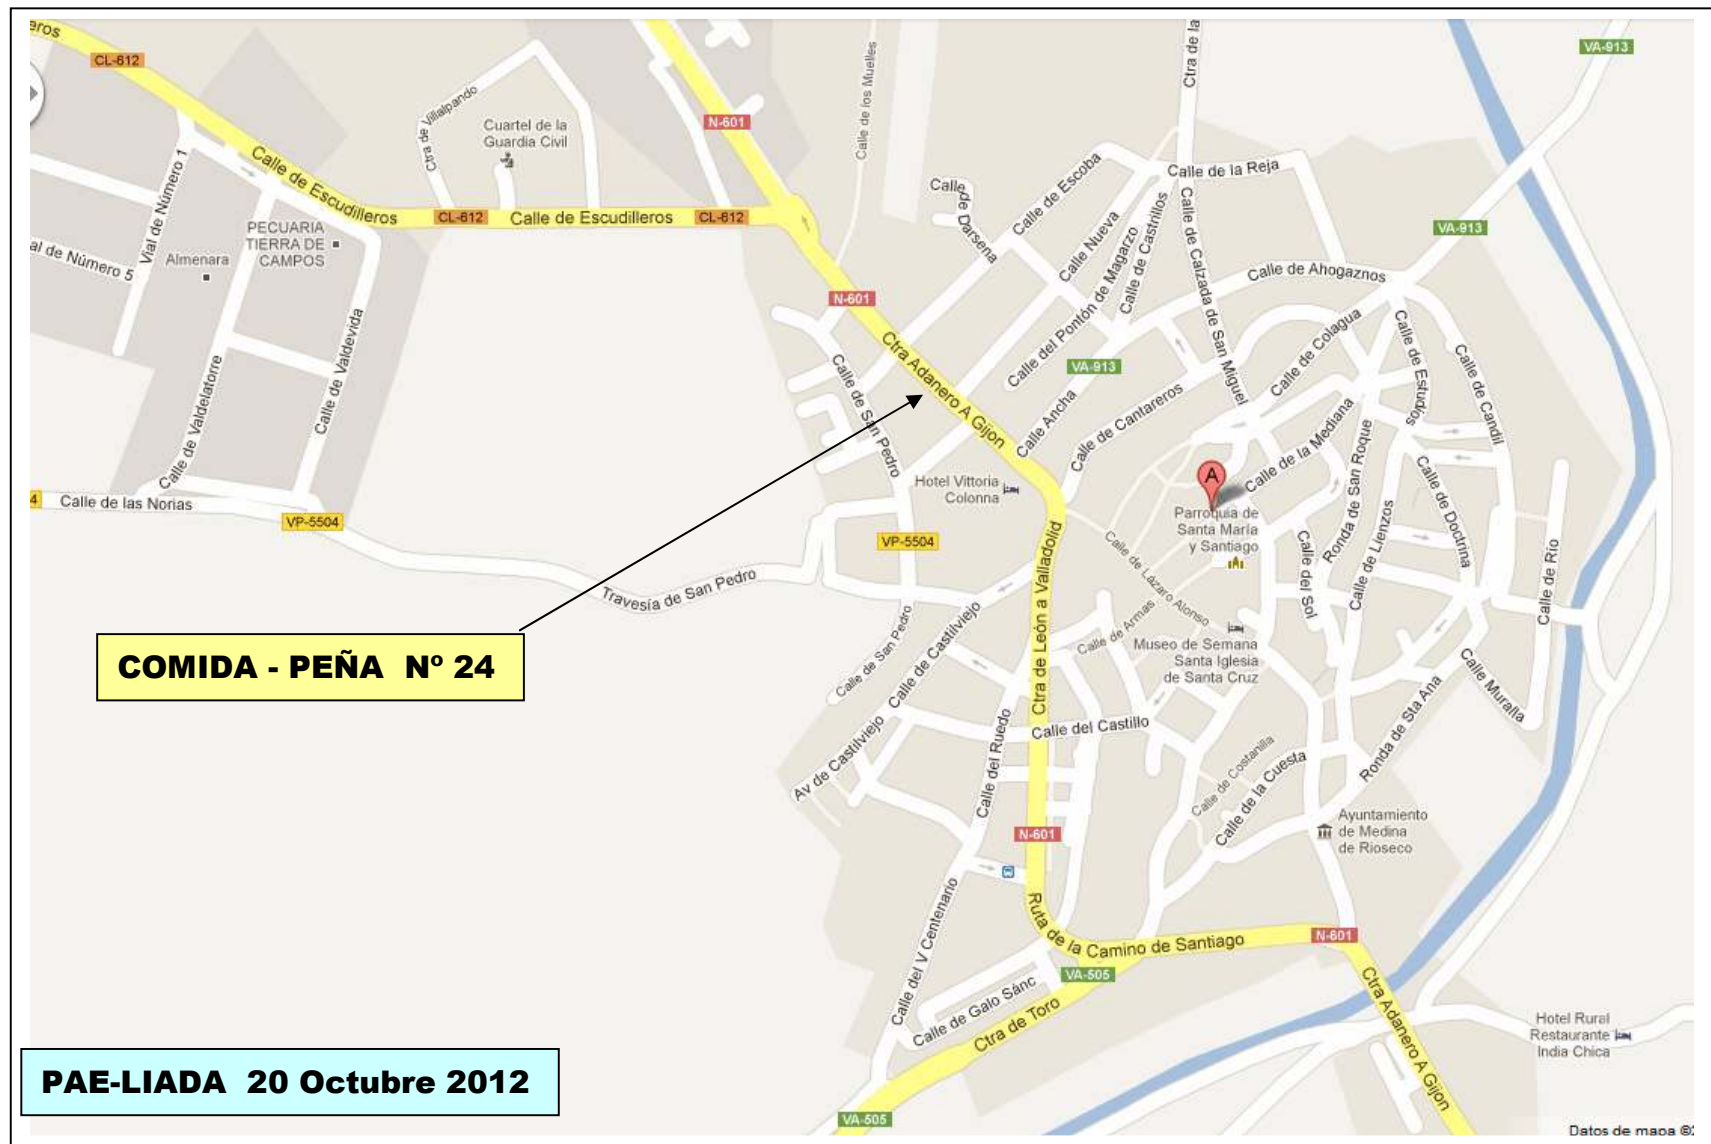 eros
CL-612
Ctra de Villalpando
Cuartel de la
Guardia Civil
N-601
Calle de los Muelles
Ctra de la
VA-913
Vial de Número 1
Calle de Escudilleros
CL-612
Calle de Escudilleros
CL-612
PECUARIA
TIERRA DE
CAMPOS
Almenara
al de Número 5
Calle de Valdelatorre
Calle de Valdevida
Calle
de Darsena
Calle de Escoba
Calle Nueva
Calle del Pontón de Magarzo
Calle de Castrillos
Calle de la Reja
Calle de Calzada de San Miguel
VA-913
Calle de Ahogaznos
N-601
Ctra Adanero A Gijon
Calle de San Pedro
VA-913
Calle Ancha
Calle de Cantareros
Calle de Colagua
Calle de Estudios
Calle de Candil
Calle de la Mediana
Ronda de San Roque
Calle de Lienzos
Calle de Doctrina
Calle de Río
Calle del Sol
A
Parroquia de
Santa María
y Santiago
Hotel Vittoria
Colonna
4
Calle de las Norias
VP-5504
VP-5504
Travesía de San Pedro
Calle de San Pedro
Calle de Castilviejo
Av de Castilviejo
Ctra de León a Valladolid
Calle de Lázaro Alonso
Calle de Armas
Museo de Semana
Santa Iglesia
de Santa Cruz
COMIDA - PEÑA Nº 24
Calle Muralla
Ronda de Sta Ana
Calle del Castillo
Calle del Ruedo
Calle de Costanilla
Calle de la Cuesta
N-601
Ayuntamiento
de Medina
de Rioseco
Calle del V Centenario
Ruta de la Camino de Santiago
N-601
VA-505
Calle de Galo Sánc
Ctra de Toro
Ctra Adanero A Gijon
Hotel Rural
Restaurante
India Chica
PAE-LIADA 20 Octubre 2012
VA-505
Datos de mapa ©2